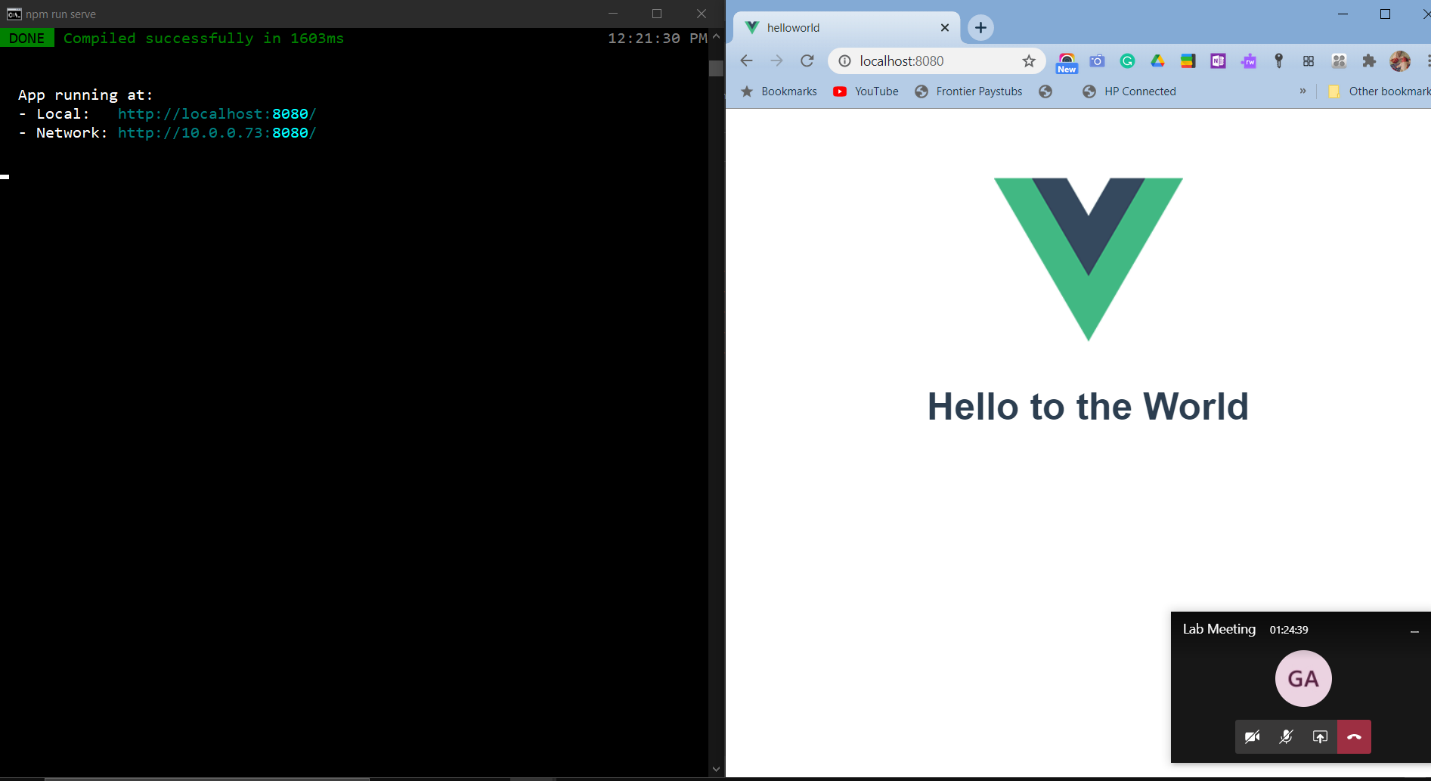 npm run serve
DONE Compiled successfully in 1603ms 12:21:30 PM
App running at:
- Local: http://localhost:8080/
- Network: http://10.0.0.73:8080/
helloworld
localhost:8080
New
Bookmarks YouTube Frontier Paystubs HP Connected » Other bookmark
Hello to the World
Lab Meeting 01:24:39
GA